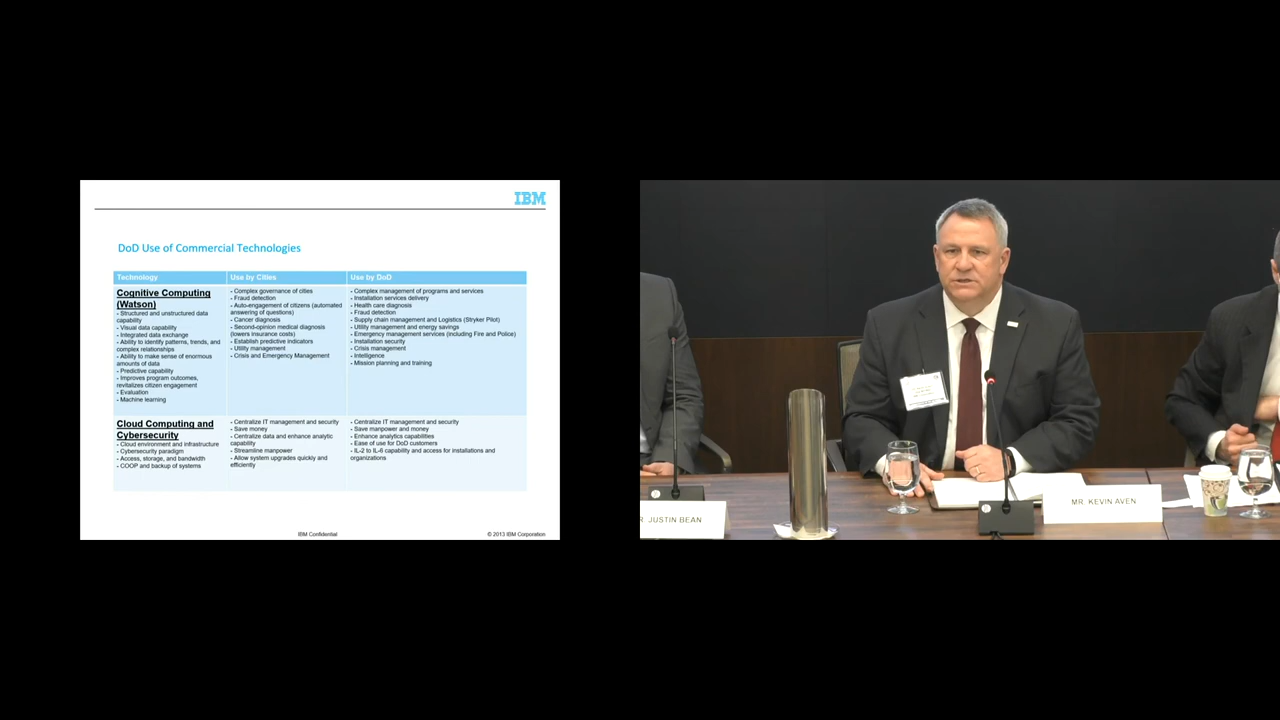 IBM
DoD Use of Commercial Technologies
Technology
Use by Cities
Use by DoD
Cognitive Computing
(Watson)
- Structured and unstructured data
capability
- Visual data capability
- Integrated data exchange
- Ability to identify patterns, trends, and
complex relationships
- Ability to make sense of enormous
amounts of data
- Predictive capability
- Improves program outcomes,
revitalizes citizen engagement
- Evaluation
- Machine learning
- Complex governance of cities
- Fraud detection
- Auto-engagement of citizens (automated
answering of questions)
- Cancer diagnosis
- Second-opinion medical diagnosis
(lowers insurance costs)
- Establish predictive indicators
- Utility management
- Crisis and Emergency Management
- Complex management of programs and services
- Installation services delivery
- Health care diagnosis
- Fraud detection
- Supply chain management and Logistics (Stryker Pilot)
- Utility management and energy savings
- Emergency management services (including Fire and Police)
- Installation security
- Crisis management
- Intelligence
- Mission planning and training
Cloud Computing and
Cybersecurity
- Cloud environment and infrastructure
- Cybersecurity paradigm
- Access, storage, and bandwidth
- COOP and backup of systems
- Centralize IT management and security
- Save money
- Centralize data and enhance analytic
capability
- Streamline manpower
- Allow system upgrades quickly and
efficiently
- Centralize IT management and security
- Save manpower and money
- Enhance analytics capabilities
- Ease of use for DoD customers
- IL-2 to IL-6 capability and access for installations and
organizations
IBM Confidential
© 2013 IBM Corporation
R. JUSTIN BEAN
MR. KEVIN AVEN